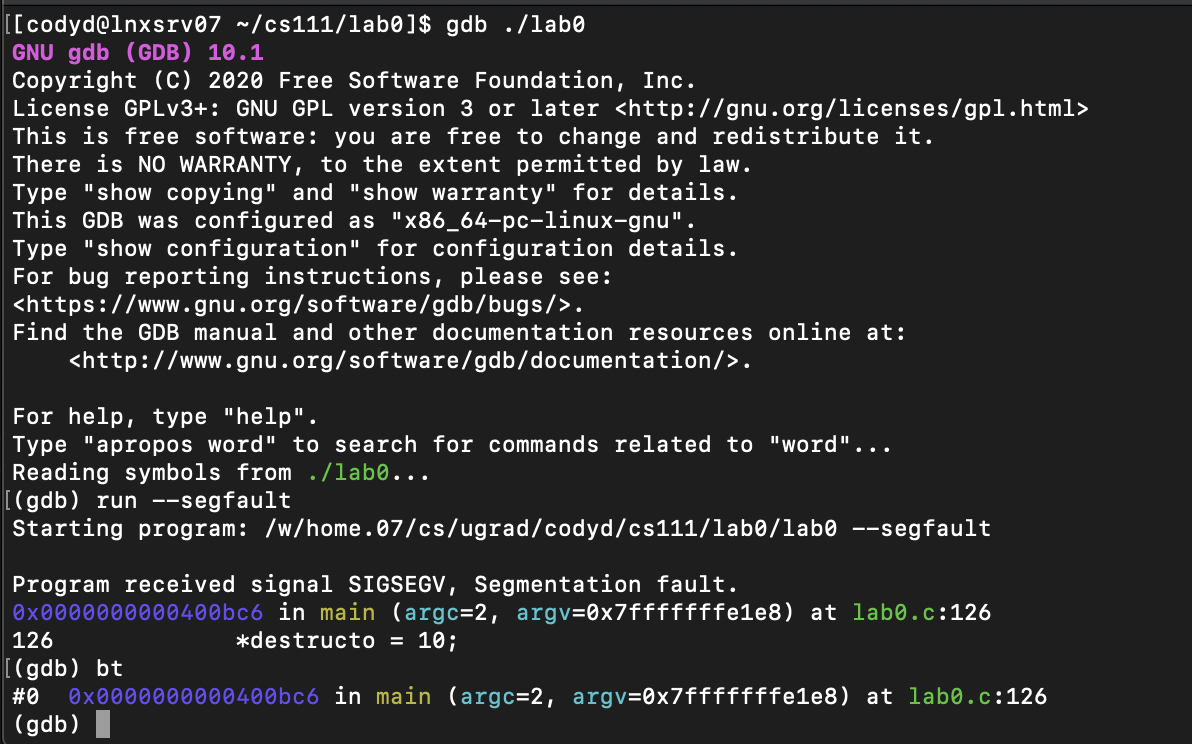 [[codyd@lnxsrv07 ~/cs111/lab0]$ gdb ./lab0
GNU gdb (GDB) 10.1
Copyright (C) 2020 Free Software Foundation, Inc.
License GPLv3+: GNU GPL version 3 or later <http://gnu.org/licenses/gpl.html>
This is free software: you are free to change and redistribute it.
There is NO WARRANTY, to the extent permitted by law.
Type "show copying" and "show warranty" for details.
This GDB was configured as "x86_64-pc-linux-gnu".
Type "show configuration" for configuration details.
For bug reporting instructions, please see:
<https://www.gnu.org/software/gdb/bugs/>.
Find the GDB manual and other documentation resources online at:
    <http://www.gnu.org/software/gdb/documentation/>.

For help, type "help".
Type "apropos word" to search for commands related to "word"...
Reading symbols from ./lab0...
[(gdb) run --segfault
Starting program: /w/home.07/cs/ugrad/codyd/cs111/lab0/lab0 --segfault

Program received signal SIGSEGV, Segmentation fault.
0x0000000000400bc6 in main (argc=2, argv=0x7fffffffe1e8) at lab0.c:126
126             *destructo = 10;
[(gdb) bt
#0  0x0000000000400bc6 in main (argc=2, argv=0x7fffffffe1e8) at lab0.c:126
(gdb)